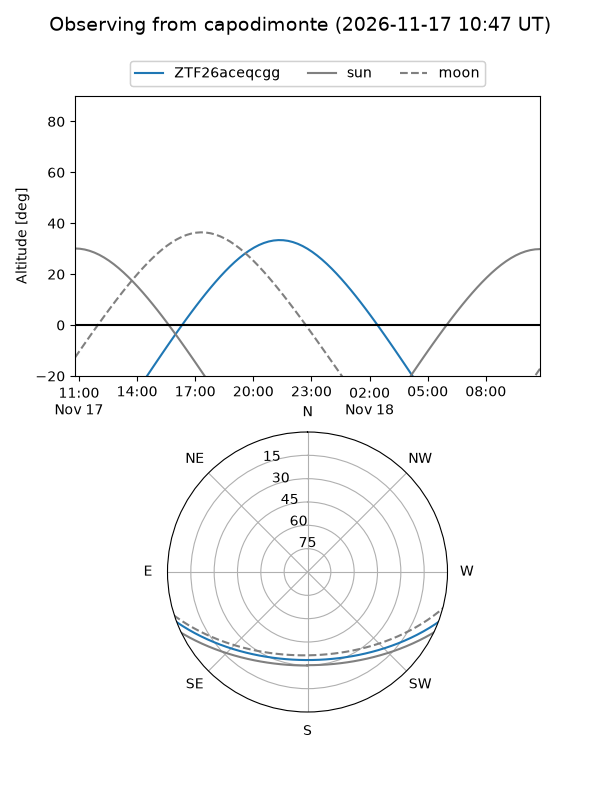 Observing from capodimonte (2026-11-17 10:47 UT)
ZTF26aceqcgg sun moon
Altitude [deg]
80
60
40
20
0
−20
11:00 14:00 17:00 20:00 23:00 02:00 05:00 08:00
Nov 17 Nov 18
N
NE NW
15
30
45
60
75
E W
SE SW
S